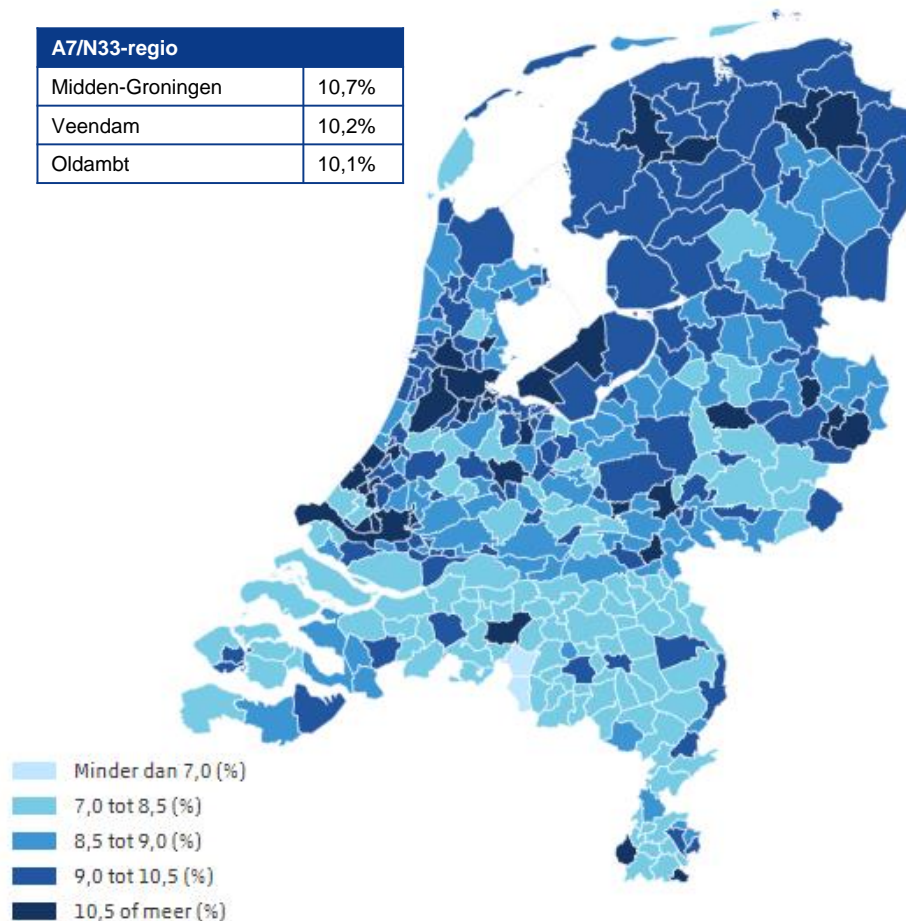 A7/N33-regio
Midden-Groningen 10,7%
Veendam 10,2%
Oldambt 10,1%
Minder dan 7,0 (%)
7,0 tot 8,5 (%)
8,5 tot 9,0 (%)
9,0 tot 10,5 (%)
10,5 of meer (%)